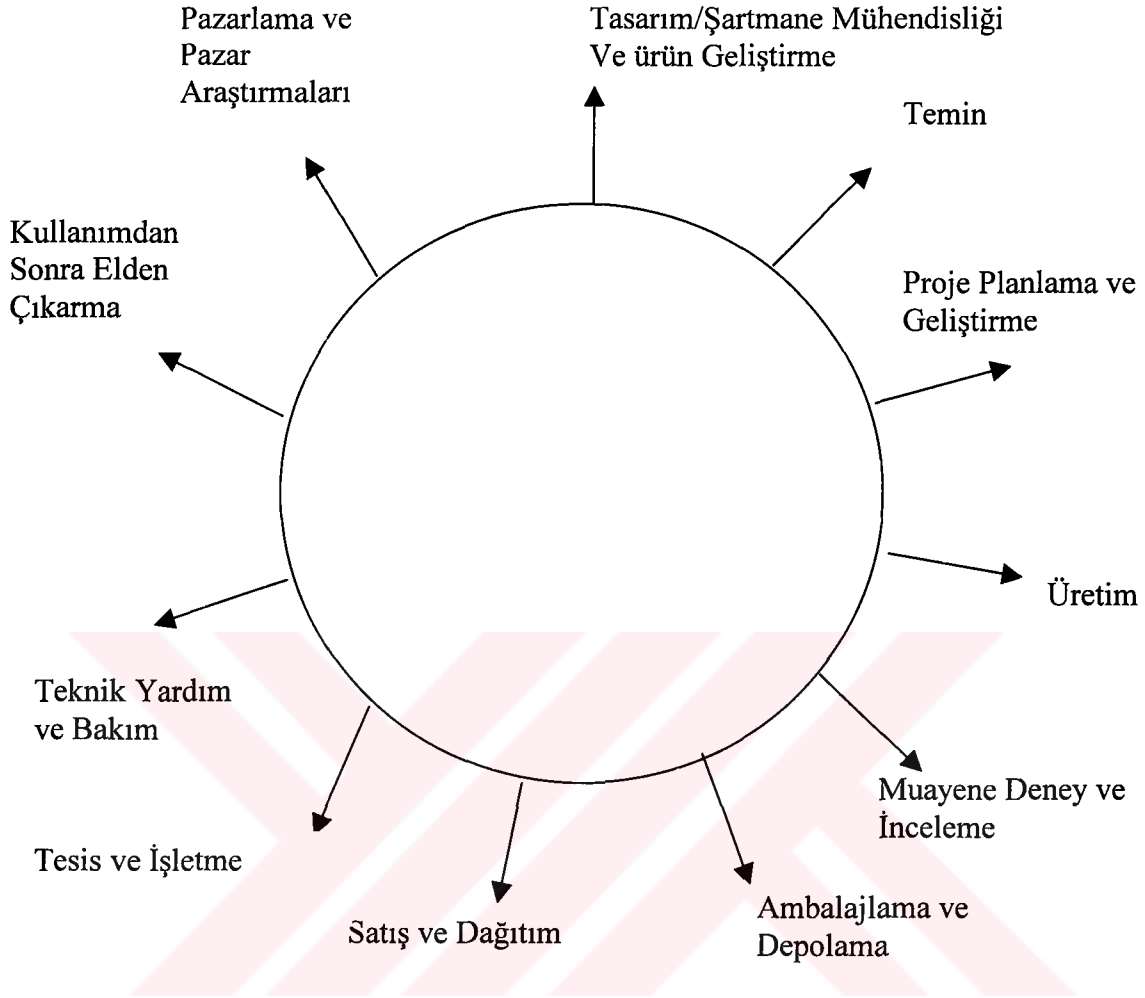 Pazarlama ve
Pazar
Araştırmaları
Tasarım/Şartmane Mühendisliği
Ve ürün Geliştirme
Temin
Proje Planlama ve
Geliştirme
Üretim
Muayene Deney ve
İnceleme
Ambalajlama ve
Depolama
Satış ve Dağıtım
Tesis ve İşletme
Teknik Yardım
ve Bakım
Kullanımdan
Sonra Elden
Çıkarma